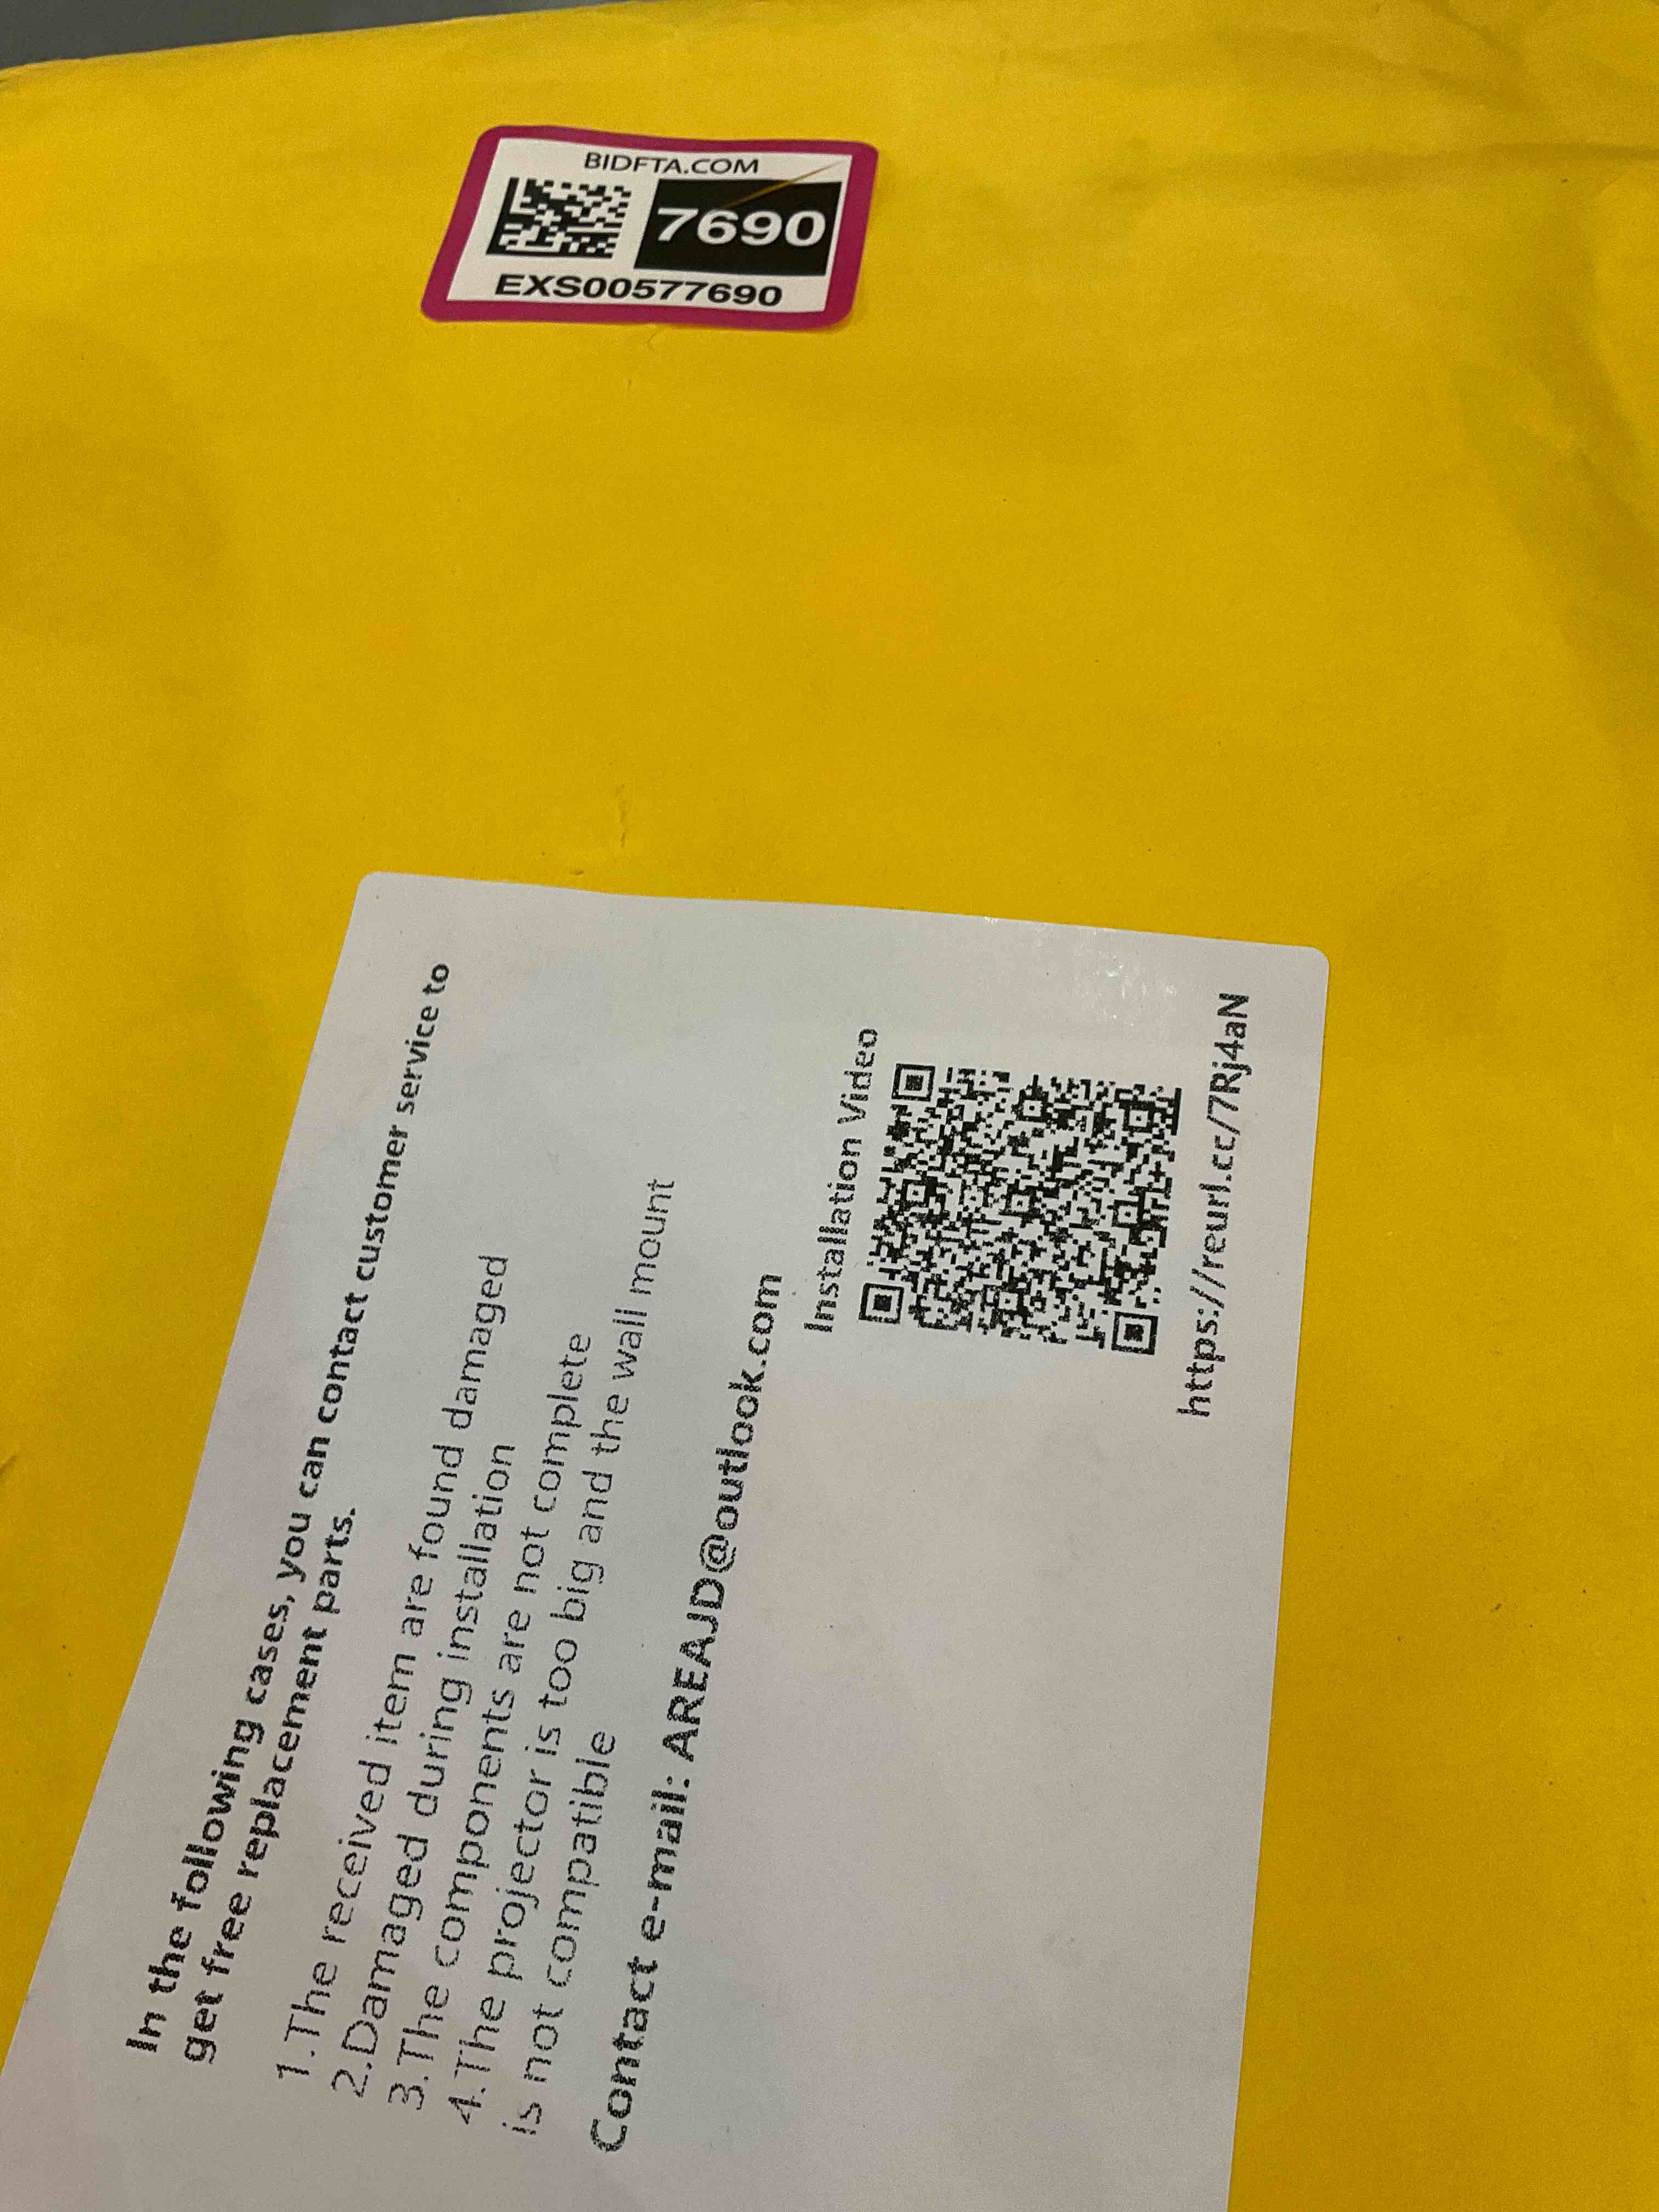 BIDFTA.COM
7690
EXS00577690
In the following cases, you can contact customer service to
get free replacement parts.
1.The received item are found damaged
2.Damaged during installation
3.The components are not complete
4.The projector is too big and the wall mount
is not compatible
Contact e-mail: AREAJD@outlook.com
Installation Video
https://reurl.cc/7Rj4aN